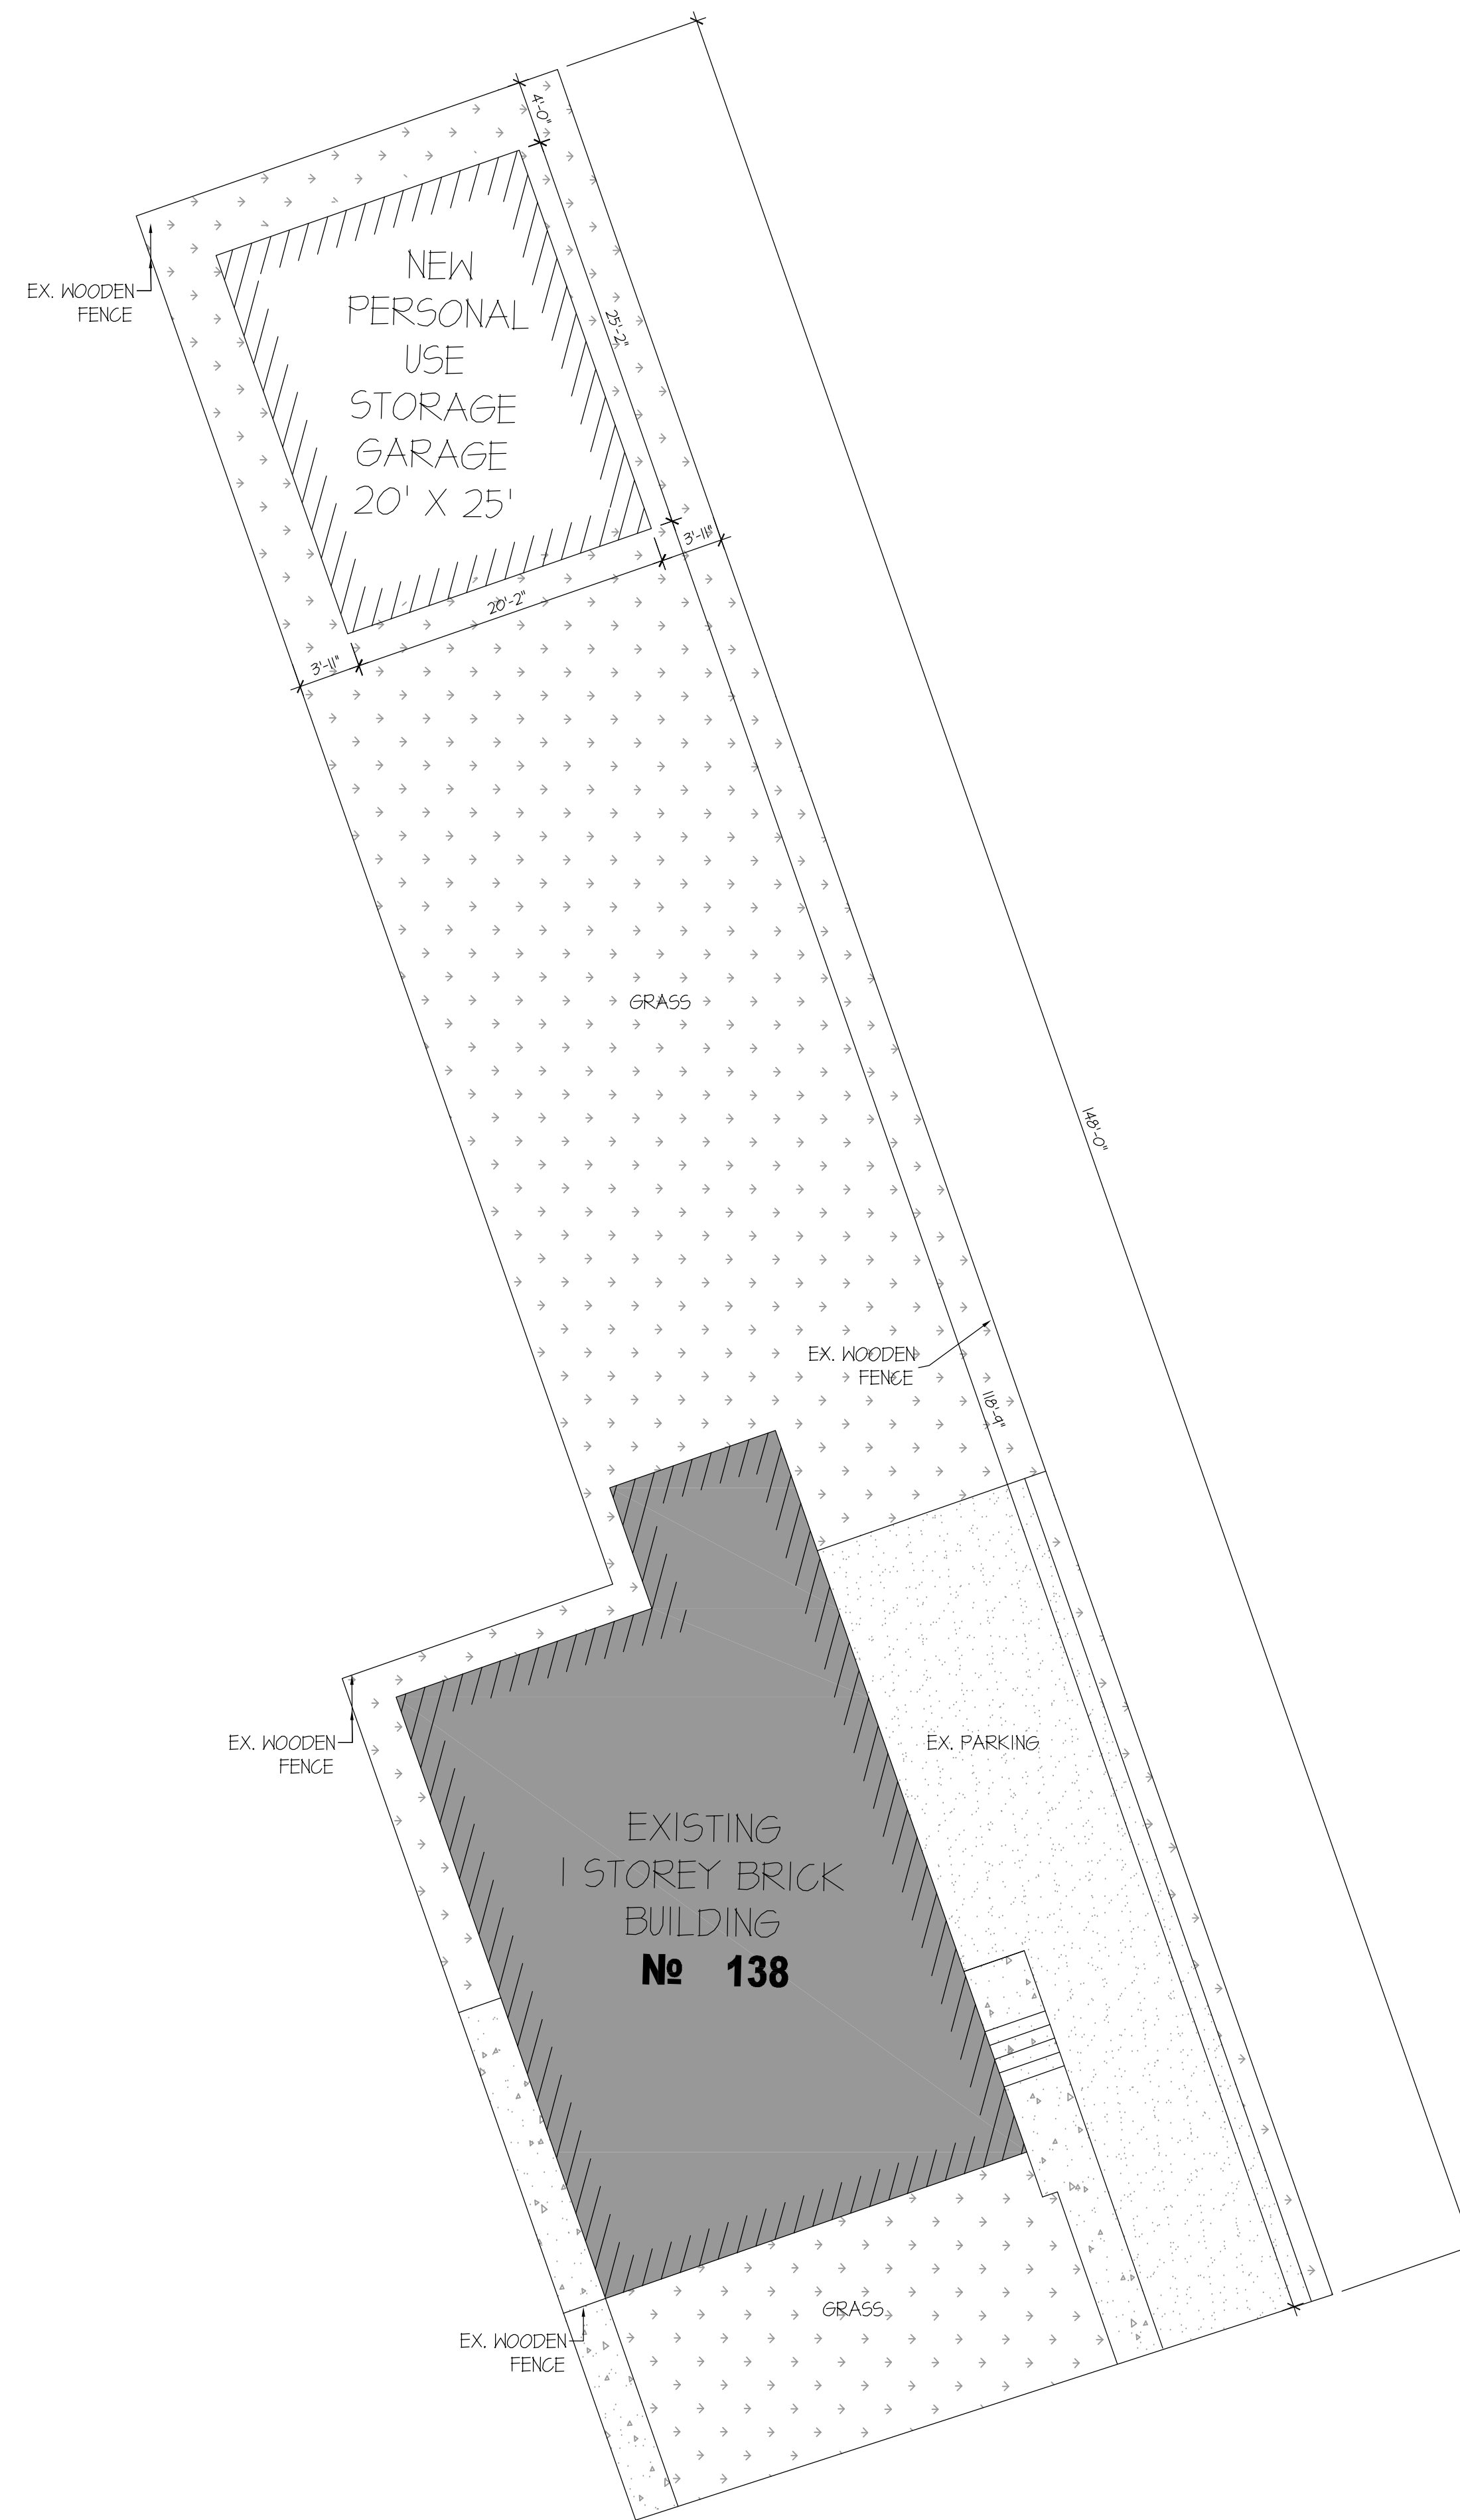 4'-0"
EX. WOODEN
FENCE
NEW
PERSONAL
USE
STORAGE
GARAGE
20' X 25'
25'-2"
3'-11"
20'-2"
3'-11"
GRASS
148'-0"
EX. WOODEN
FENCE
118'-9"
EX. WOODEN
FENCE
EX. PARKING
EXISTING
1 STOREY BRICK
BUILDING
№ 138
GRASS
EX. WOODEN
FENCE